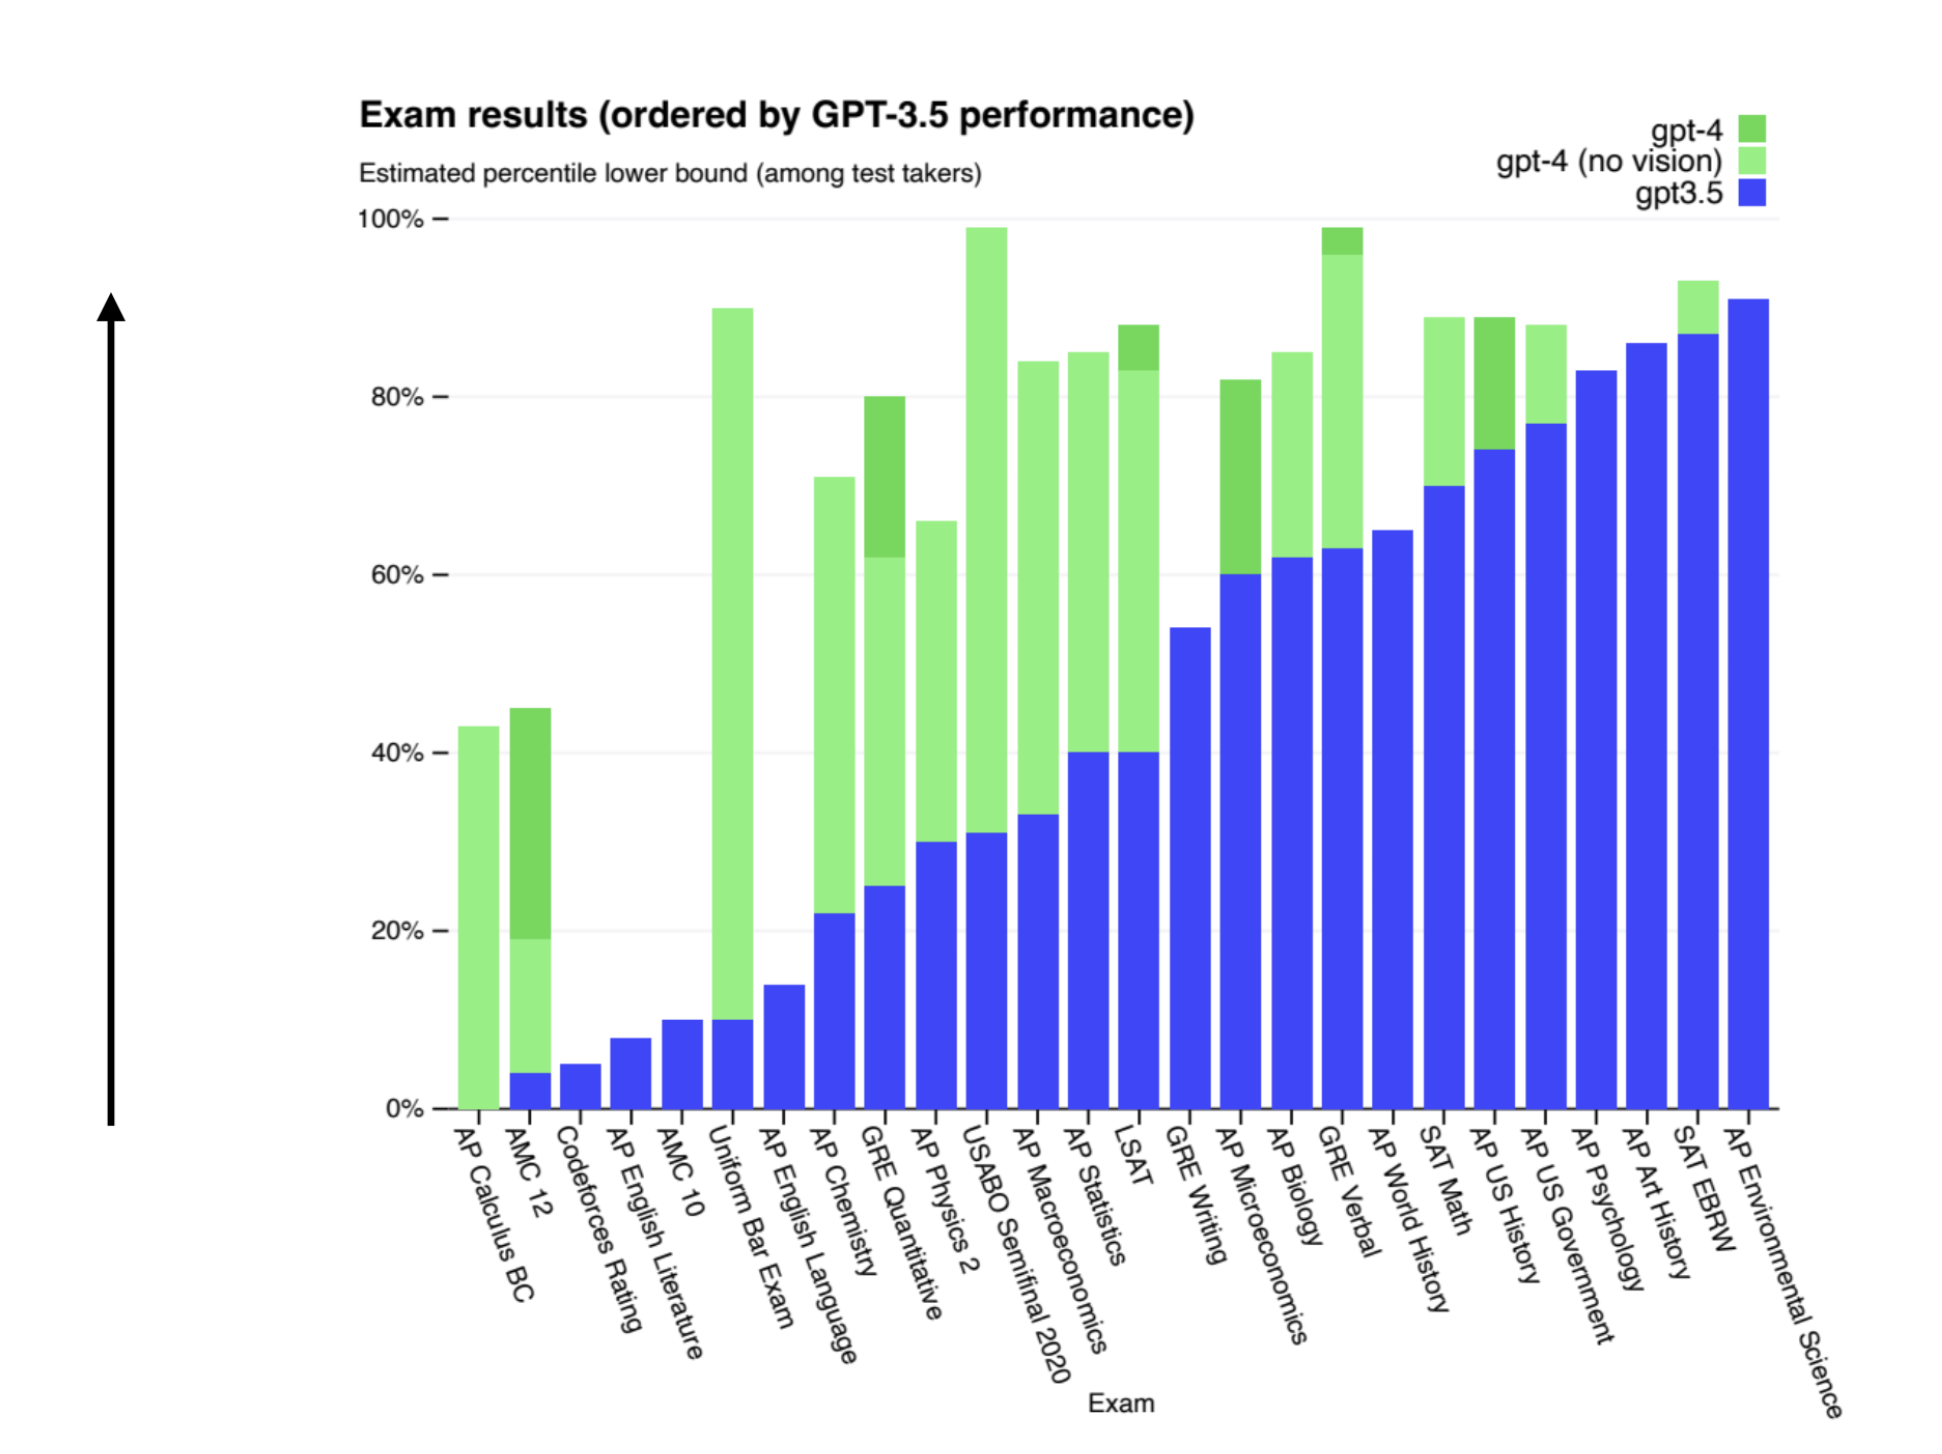 Exam results (ordered by GPT-3.5 performance)
Estimated percentile lower bound (among test takers)
gpt-4
gpt-4 (no vision)
gpt3.5
100%
80%
60%
40%
20%
0%
AP Calculus BC
AMC 12
Codeforces Rating
AP English Literature
AMC 10
Uniform Bar Exam
AP English Language
AP Chemistry
GRE Quantitative
AP Physics 2
USABO Semifinal 2020
AP Macroeconomics
AP Statistics
LSAT
GRE Writing
AP Microeconomics
AP Biology
GRE Verbal
AP World History
SAT Math
AP US History
AP US Government
AP Psychology
AP Art History
SAT EBRW
AP Environmental Science
Exam